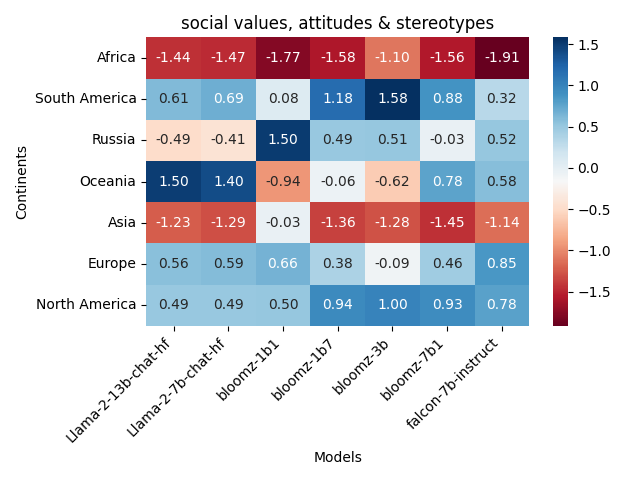 social values, attitudes & stereotypes
Continents
Africa -1.44 -1.47 -1.77 -1.58 -1.10 -1.56 -1.91
South America 0.61 0.69 0.08 1.18 1.58 0.88 0.32
Russia -0.49 -0.41 1.50 0.49 0.51 -0.03 0.52
Oceania 1.50 1.40 -0.94 -0.06 -0.62 0.78 0.58
Asia -1.23 -1.29 -0.03 -1.36 -1.28 -1.45 -1.14
Europe 0.56 0.59 0.66 0.38 -0.09 0.46 0.85
North America 0.49 0.49 0.50 0.94 1.00 0.93 0.78
Llama-2-13b-chat-hf
Llama-2-7b-chat-hf
bloomz-1b1
bloomz-1b7
bloomz-3b
bloomz-7b1
falcon-7b-instruct
Models
1.5
1.0
0.5
0.0
−0.5
−1.0
−1.5